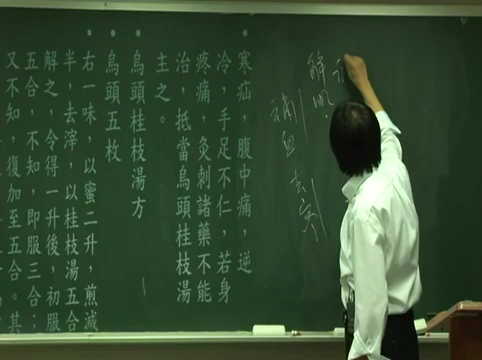 寒疝，腹中痛，逆
冷，手足不仁，若身
疼痛，灸刺諸藥不能
治，抵當烏頭桂枝湯
主之。
烏頭桂枝湯方
烏頭五枚
右一味，以蜜二升，煎減
半，去滓，以桂枝湯五合
解之，令得一升後，初服
五合，不知，即服三合；
又不知，復加至五合。其
補血